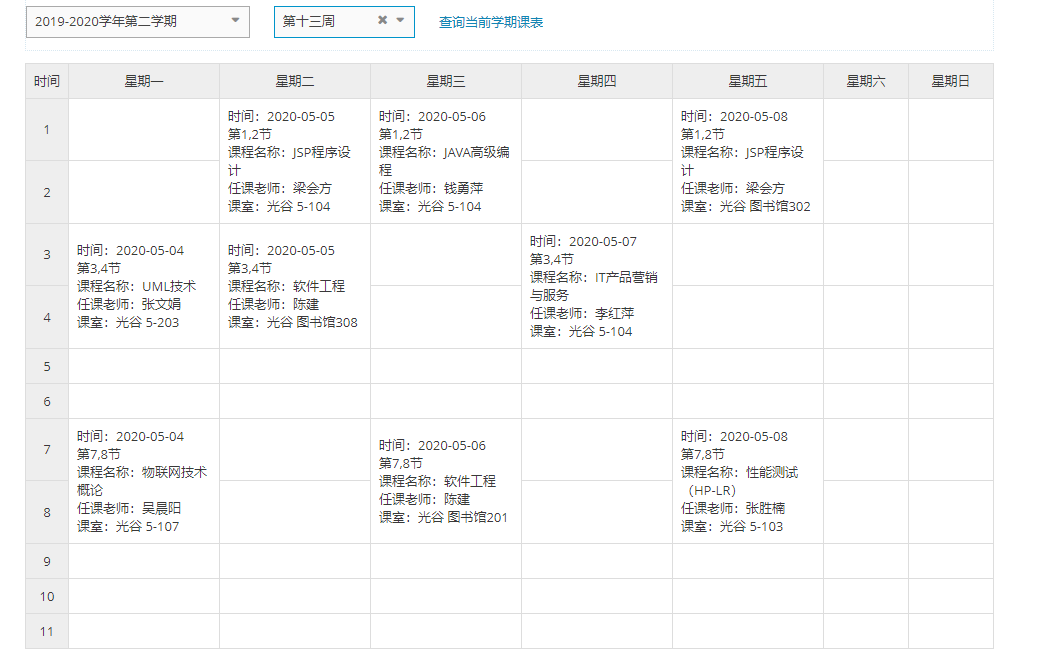 2019-2020学年第二学期
第十三周
查询当前学期课表
时间
星期一
星期二
星期三
星期四
星期五
星期六
星期日
1
时间：2020-05-05
第1,2节
课程名称：JSP程序设
计
任课老师：梁会方
课室：光谷 5-104
时间：2020-05-06
第1,2节
课程名称：JAVA高级编
程
任课老师：钱勇萍
课室：光谷 5-104
时间：2020-05-08
第1,2节
课程名称：JSP程序设
计
任课老师：梁会方
课室：光谷 图书馆302
2
3
时间：2020-05-04
第3,4节
课程名称：UML技术
任课老师：张文娟
课室：光谷 5-203
时间：2020-05-05
第3,4节
课程名称：软件工程
任课老师：陈建
课室：光谷 图书馆308
时间：2020-05-07
第3,4节
课程名称：IT产品营销
与服务
任课老师：李红萍
课室：光谷 5-104
4
5
6
7
时间：2020-05-04
第7,8节
课程名称：物联网技术
概论
任课老师：吴晨阳
课室：光谷 5-107
时间：2020-05-06
第7,8节
课程名称：软件工程
任课老师：陈建
课室：光谷 图书馆201
时间：2020-05-08
第7,8节
课程名称：性能测试
（HP-LR）
任课老师：张胜楠
课室：光谷 5-103
8
9
10
11